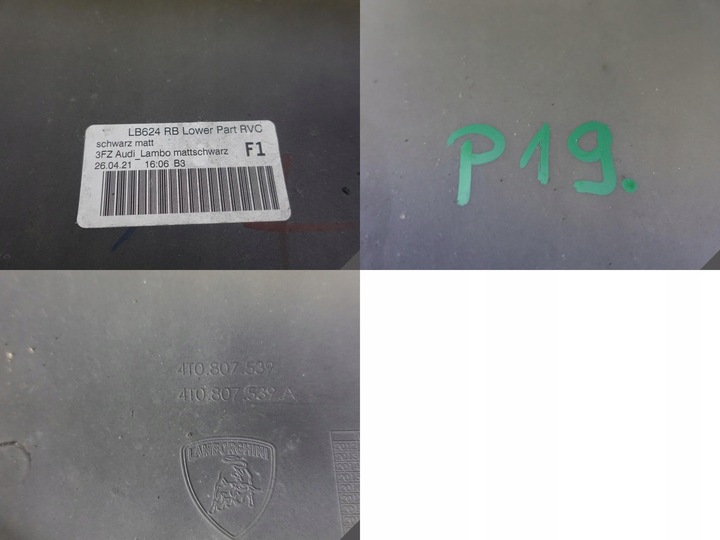 LB624 RB Lower Part RVC
schwarz matt
3FZ Audi_Lambo mattschwarz
F1
26.04.21 16:06 B3
P19.
4T0.807.539
4T0.807.539.A
LAMBORGHINI